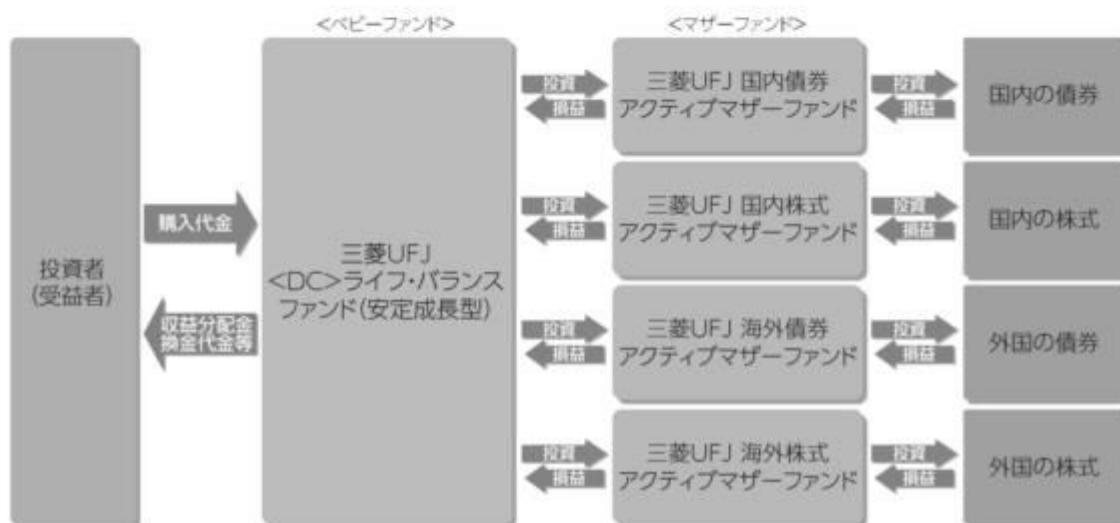 <ベビーファンド>
<マザーファンド>
投資者
(受益者)
購入代金
収益分配金
換金代金等
三菱UFJ
<DC>ライフ・バランス
ファンド(安定成長型)
投資
損益
三菱UFJ 国内債券
アクティブマザーファンド
投資
損益
国内の債券
投資
損益
三菱UFJ 国内株式
アクティブマザーファンド
投資
損益
国内の株式
投資
損益
三菱UFJ 海外債券
アクティブマザーファンド
投資
損益
外国の債券
投資
損益
三菱UFJ 海外株式
アクティブマザーファンド
投資
損益
外国の株式